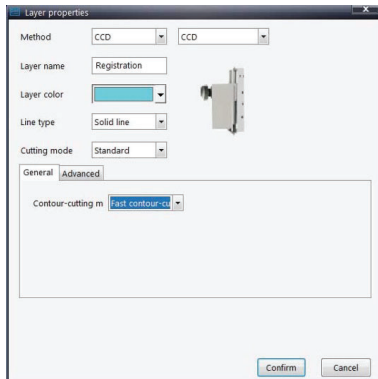 Layer properties
Method CCD CCD
Layer name Registration
Layer color
Line type Solid line
Cutting mode Standard
General Advanced
Contour-cutting m Fast contour-cu
Confirm Cancel